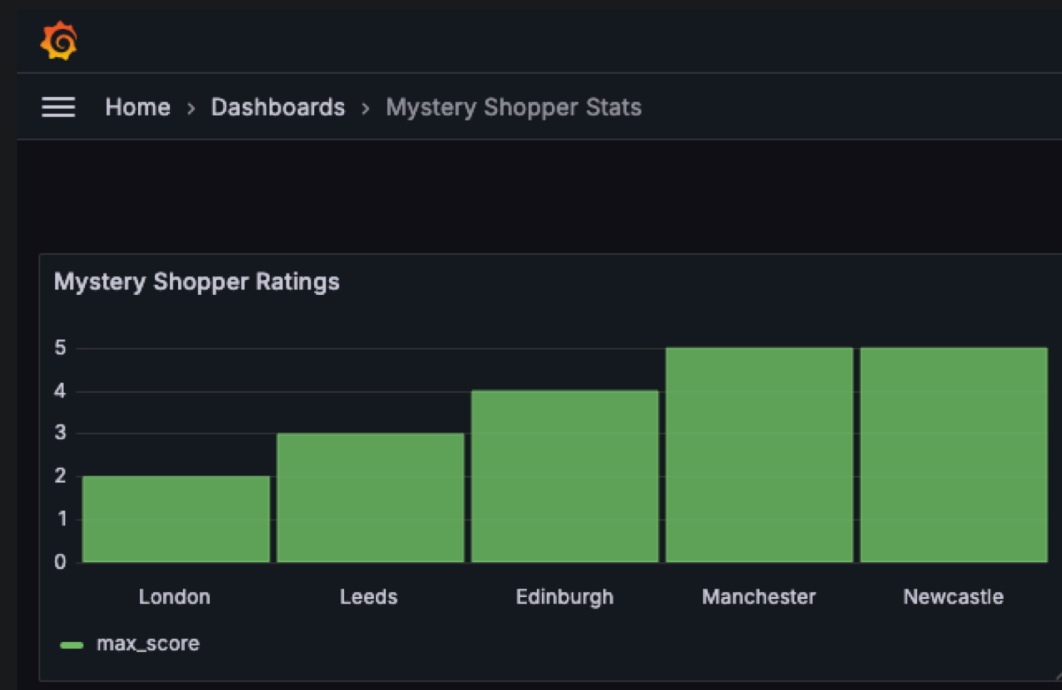 Home › Dashboards › Mystery Shopper Stats
Mystery Shopper Ratings
5
4
3
2
1
0
London Leeds Edinburgh Manchester Newcastle
max_score